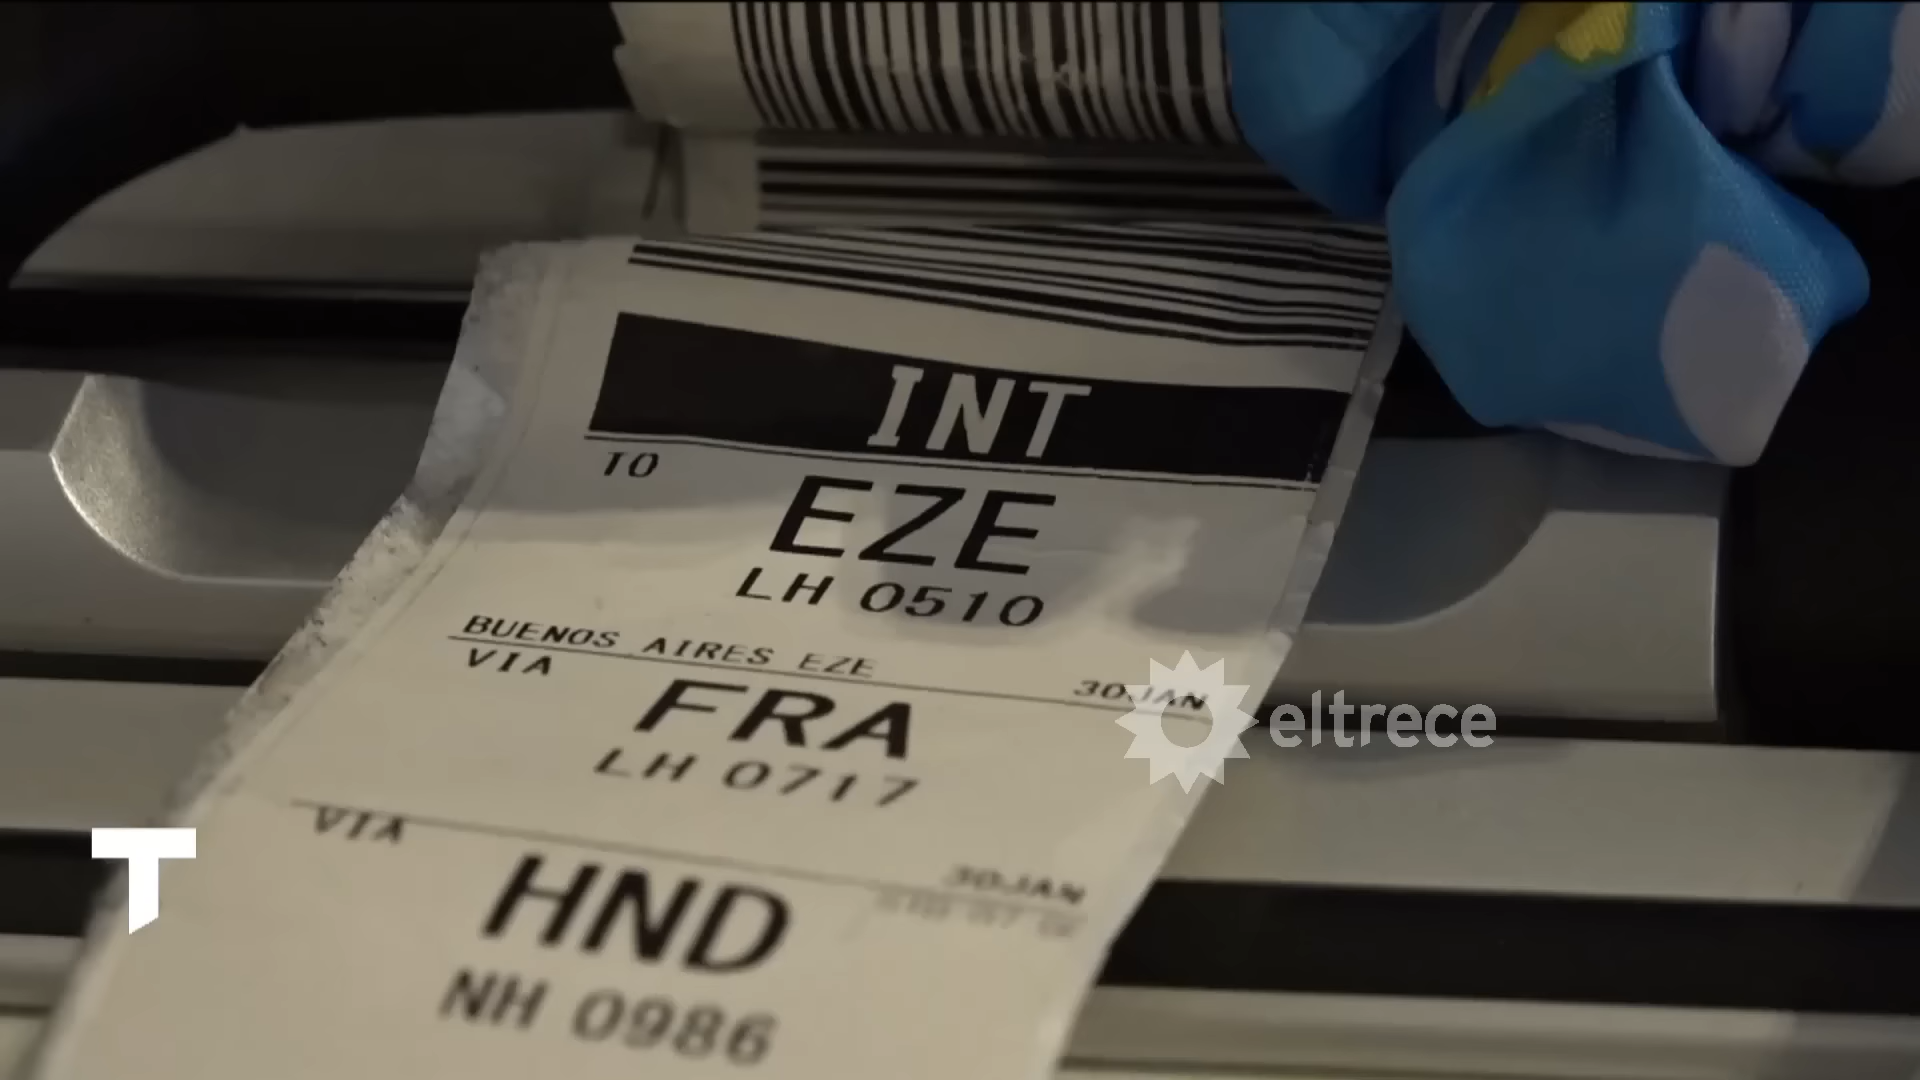 INT
TO
EZE
LH 0510
BUENOS AIRES EZE
30JAN
VIA
FRA
LH 0717
30JAN
VIA
HND
NH 0986
eltrece
T